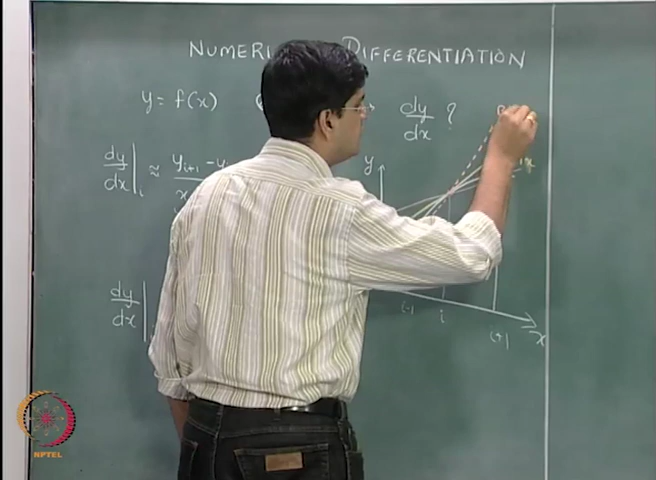 NUMERI DIFFERENTIATION
y = f(x) → dy/dx ?
dy/dx |i ≈ yi+1 - y
x
y
x
dy/dx |
i-1 i i+1 x
NPTEL